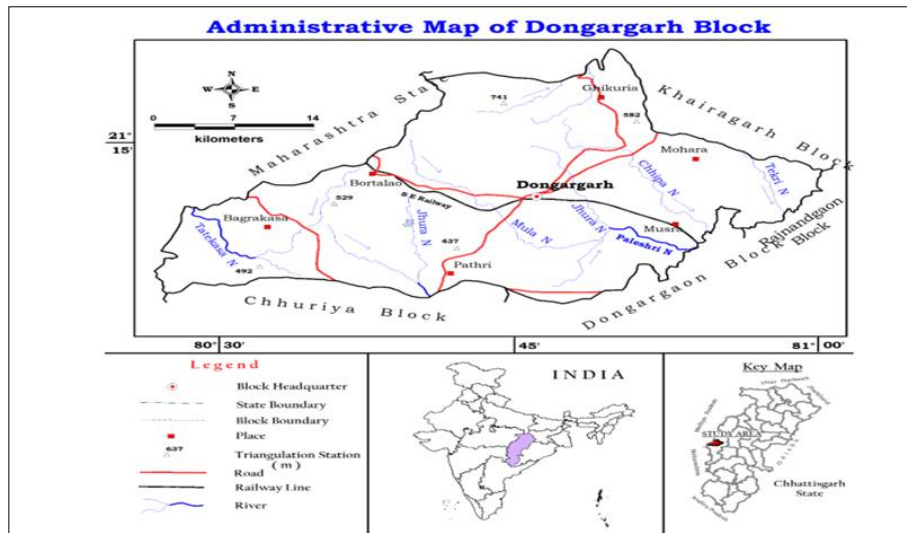 Administrative Map of Dongargarh Block
N
W E
S
0 7 14
kilometers
741
Ghikuria
582
Khairagarh Block
Maharashtra State
21°
15'
Mohara
Bortalao
Dongargarh
Chhipa N
Tekri N
529
S E Railway
Bagrakasa
Jhura N
Jhura N
Musra
Mula N
Paleshri N
Rajnandgaon
Block
Tatekasa N
437
492
Pathri
Dongargaon Block
Chhuriya Block
80° 30' 45' 81° 00'
Legend
Block Headquarter
State Boundary
Block Boundary
Place
637
Triangulation Station
( m )
Road
Railway Line
River
INDIA
Key Map
STUDY AREA
Chhattisgarh
State